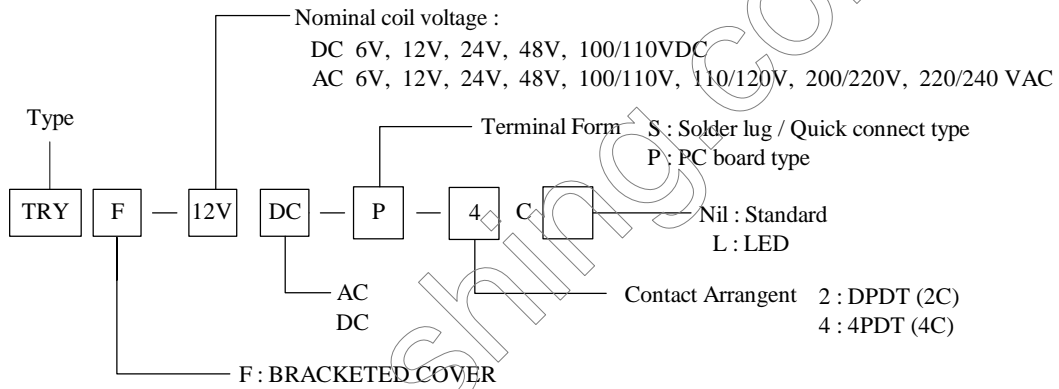 Nominal coil voltage :
DC 6V, 12V, 24V, 48V, 100/110VDC
AC 6V, 12V, 24V, 48V, 100/110V, 110/120V, 200/220V, 220/240 VAC
Type
Terminal Form S : Solder lug / Quick connect type
P : PC board type
TRY F — 12V DC — P — 4 C
Nil : Standard
L : LED
AC
DC
Contact Arrangent 2 : DPDT (2C)
4 : 4PDT (4C)
F : BRACKETED COVER
shing.co